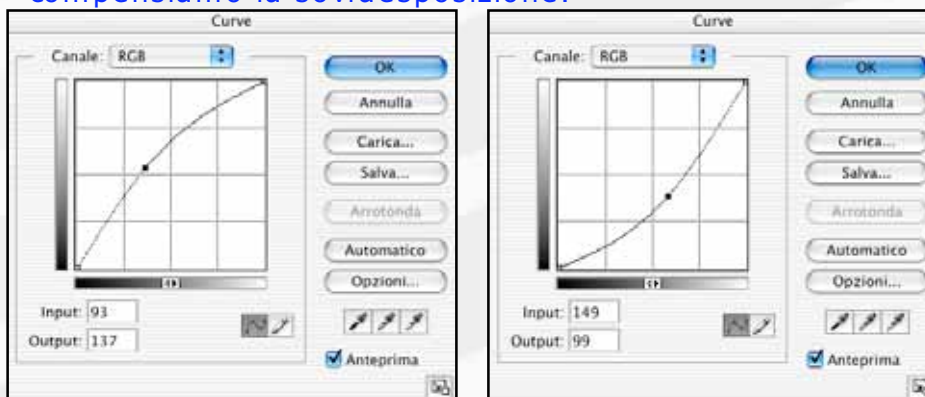 compensiamo la sovraesposizione.
Curve
Canale: RGB
OK
Annulla
Carica...
Salva...
Arrotonda
Automatico
Opzioni...
Input: 93
Output: 137
Anteprima
Curve
Canale: RGB
OK
Annulla
Carica...
Salva...
Arrotonda
Automatico
Opzioni...
Input: 149
Output: 99
Anteprima